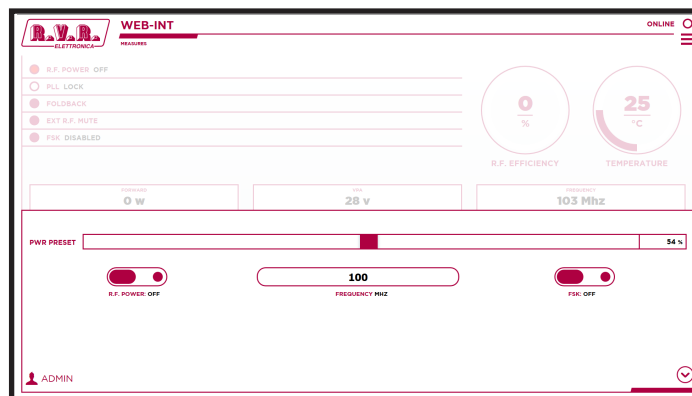 R.V.R.
ELETTRONICA
WEB-INT
MEASURES
ONLINE
R.F. POWER OFF
PLL LOCK
FOLDBACK
EXT R.F. MUTE
FSK DISABLED
0
%
R.F. EFFICIENCY
25
°C
TEMPERATURE
FORWARD
0 w
VPA
28 v
FREQUENCY
103 Mhz
PWR PRESET
54 %
R.F. POWER: OFF
100
FREQUENCY MHZ
FSK: OFF
ADMIN